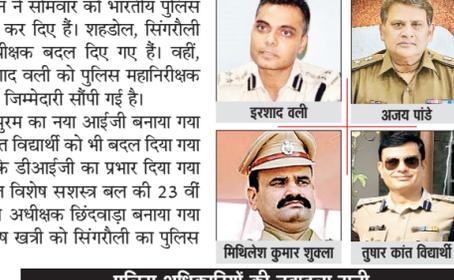 न ने सोमवार को भारतीय पुलिस
कर दिए हैं। शहडोल, सिंगरौली
अधीक्षक बदल दिए गए हैं। वहीं,
वली को पुलिस महानिरीक्षक
जिम्मेदारी सौंपी गई है।
पुरम का नया आईजी बनाया गया
विद्यार्थी को भी बदल दिया गया
के डीआईजी का प्रभार दिया गया
विशेष सशस्त्र बल की 23 वीं
अधीक्षक छिंदवाड़ा बनाया गया
खत्री को सिंगरौली का पुलिस
इरशाद वली
अजय पांडे
मिथिलेश कुमार शुक्ला
तुषार कांत विद्यार्थी